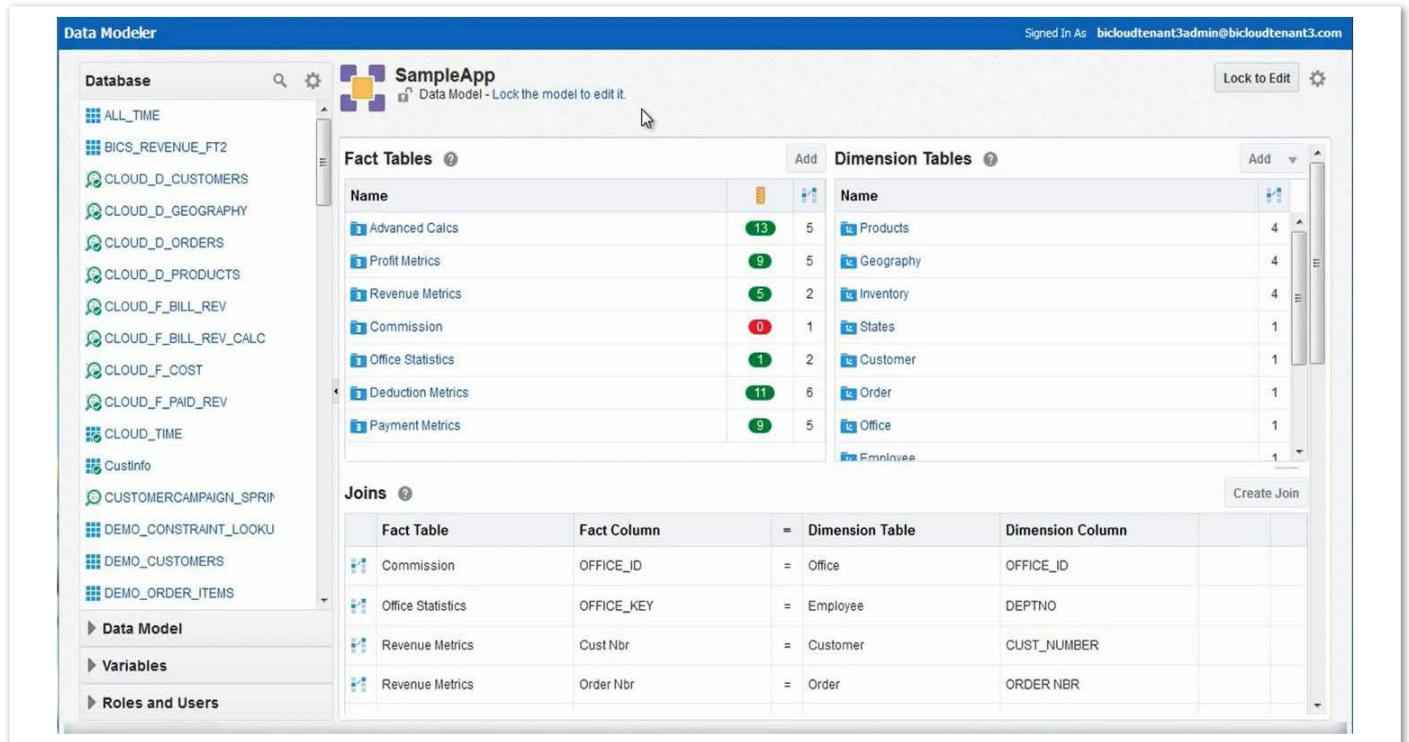 Data Modeler
Signed In As bicloudtenant3admin@bicloudtenant3.com
Database
ALL_TIME
BICS_REVENUE_FT2
CLOUD_D_CUSTOMERS
CLOUD_D_GEOGRAPHY
CLOUD_D_ORDERS
CLOUD_D_PRODUCTS
CLOUD_F_BILL_REV
CLOUD_F_BILL_REV_CALC
CLOUD_F_COST
CLOUD_F_PAID_REV
CLOUD_TIME
CustInfo
CUSTOMERCAMPAIGN_SPRIN
DEMO_CONSTRAINT_LOOKU
DEMO_CUSTOMERS
DEMO_ORDER_ITEMS
Data Model
Variables
Roles and Users
SampleApp
Data Model - Lock the model to edit it.
Lock to Edit
Fact Tables ? Add
Name
Advanced Calcs 13 5
Profit Metrics 9 5
Revenue Metrics 5 2
Commission 0 1
Office Statistics 1 2
Deduction Metrics 11 6
Payment Metrics 9 5
Dimension Tables ? Add
Name
Products 4
Geography 4
Inventory 4
States 1
Customer 1
Order 1
Office 1
Employee 1
Joins ? Create Join
Fact Table Fact Column = Dimension Table Dimension Column
Commission OFFICE_ID = Office OFFICE_ID
Office Statistics OFFICE_KEY = Employee DEPTNO
Revenue Metrics Cust Nbr = Customer CUST_NUMBER
Revenue Metrics Order Nbr = Order ORDER NBR